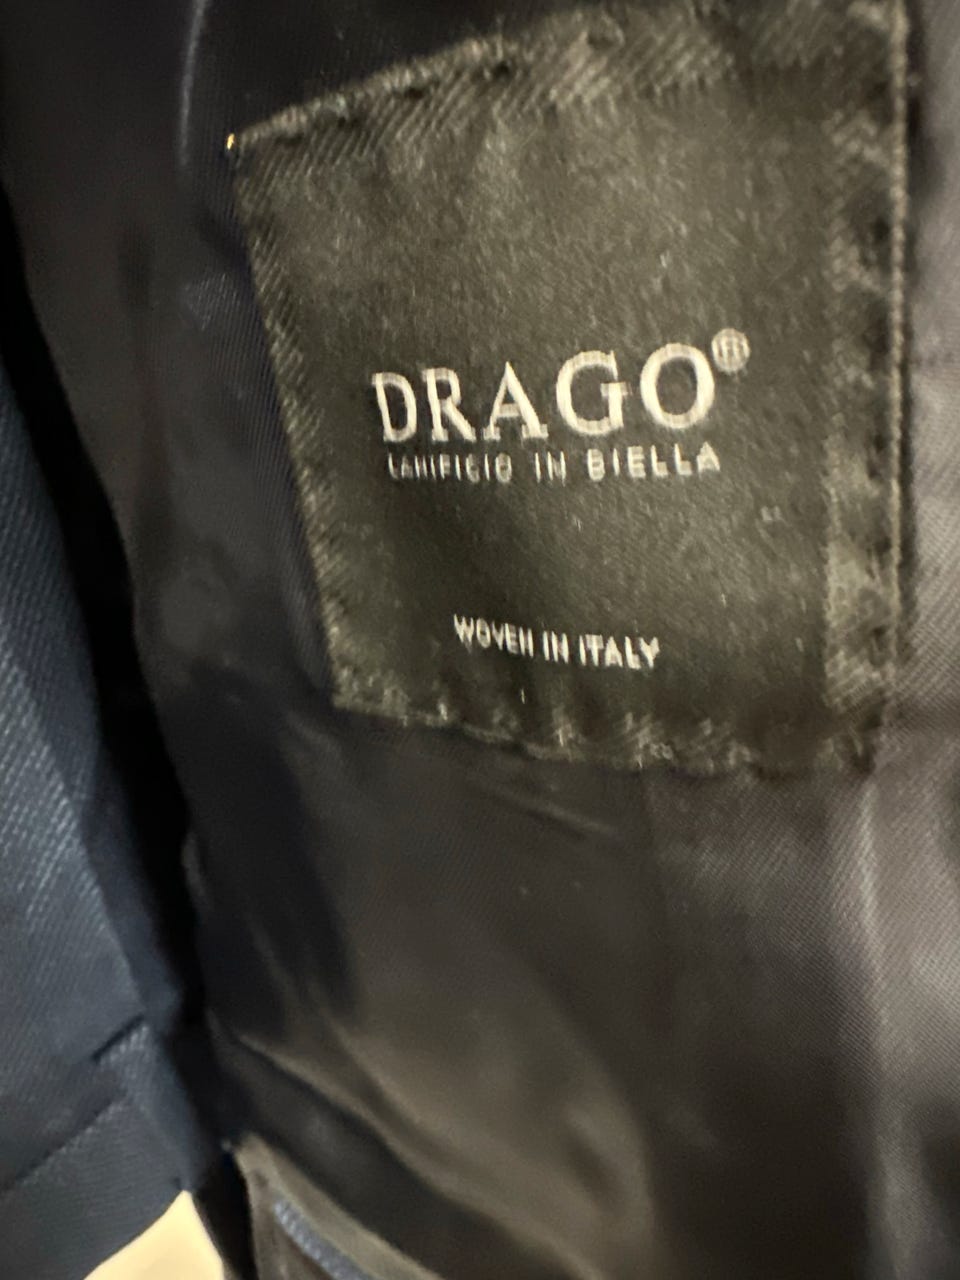 DRAGO®
LANIFICIO IN BIELLA
WOVEN IN ITALY